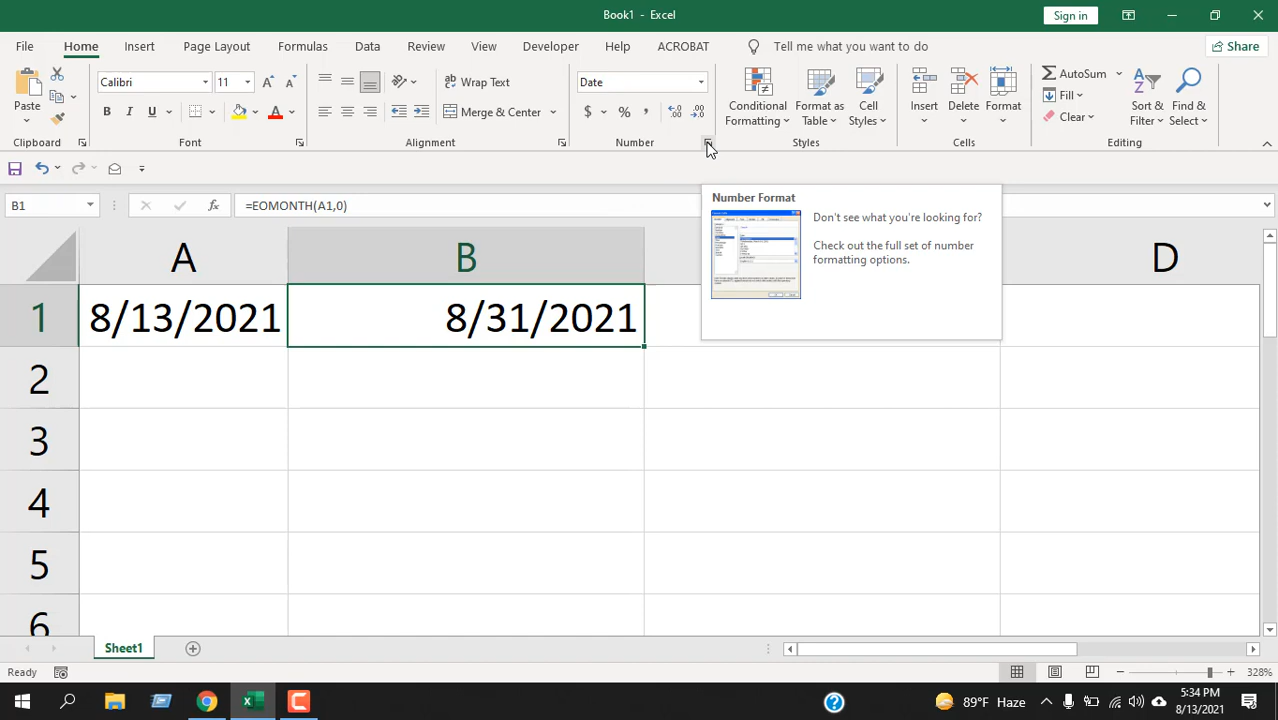 Book1 - Excel
Sign in
File Home Insert Page Layout Formulas Data Review View Developer Help ACROBAT Tell me what you want to do Share
Paste
Calibri 11 A A
B I U A
ab Wrap Text
Merge & Center
Date
$ % , .00 .00
Conditional Formatting
Format as Table
Cell Styles
Insert Delete Format
AutoSum
Fill
Clear
Sort & Filter
Find & Select
Clipboard Font Alignment Number Styles Cells Editing
B1 fx =EOMONTH(A1,0)
Number Format
Don't see what you're looking for?
Check out the full set of number
formatting options.
A B D
1 8/13/2021 8/31/2021
2
3
4
5
6
Sheet1
Ready 328%
89°F Haze 5:34 PM
8/13/2021